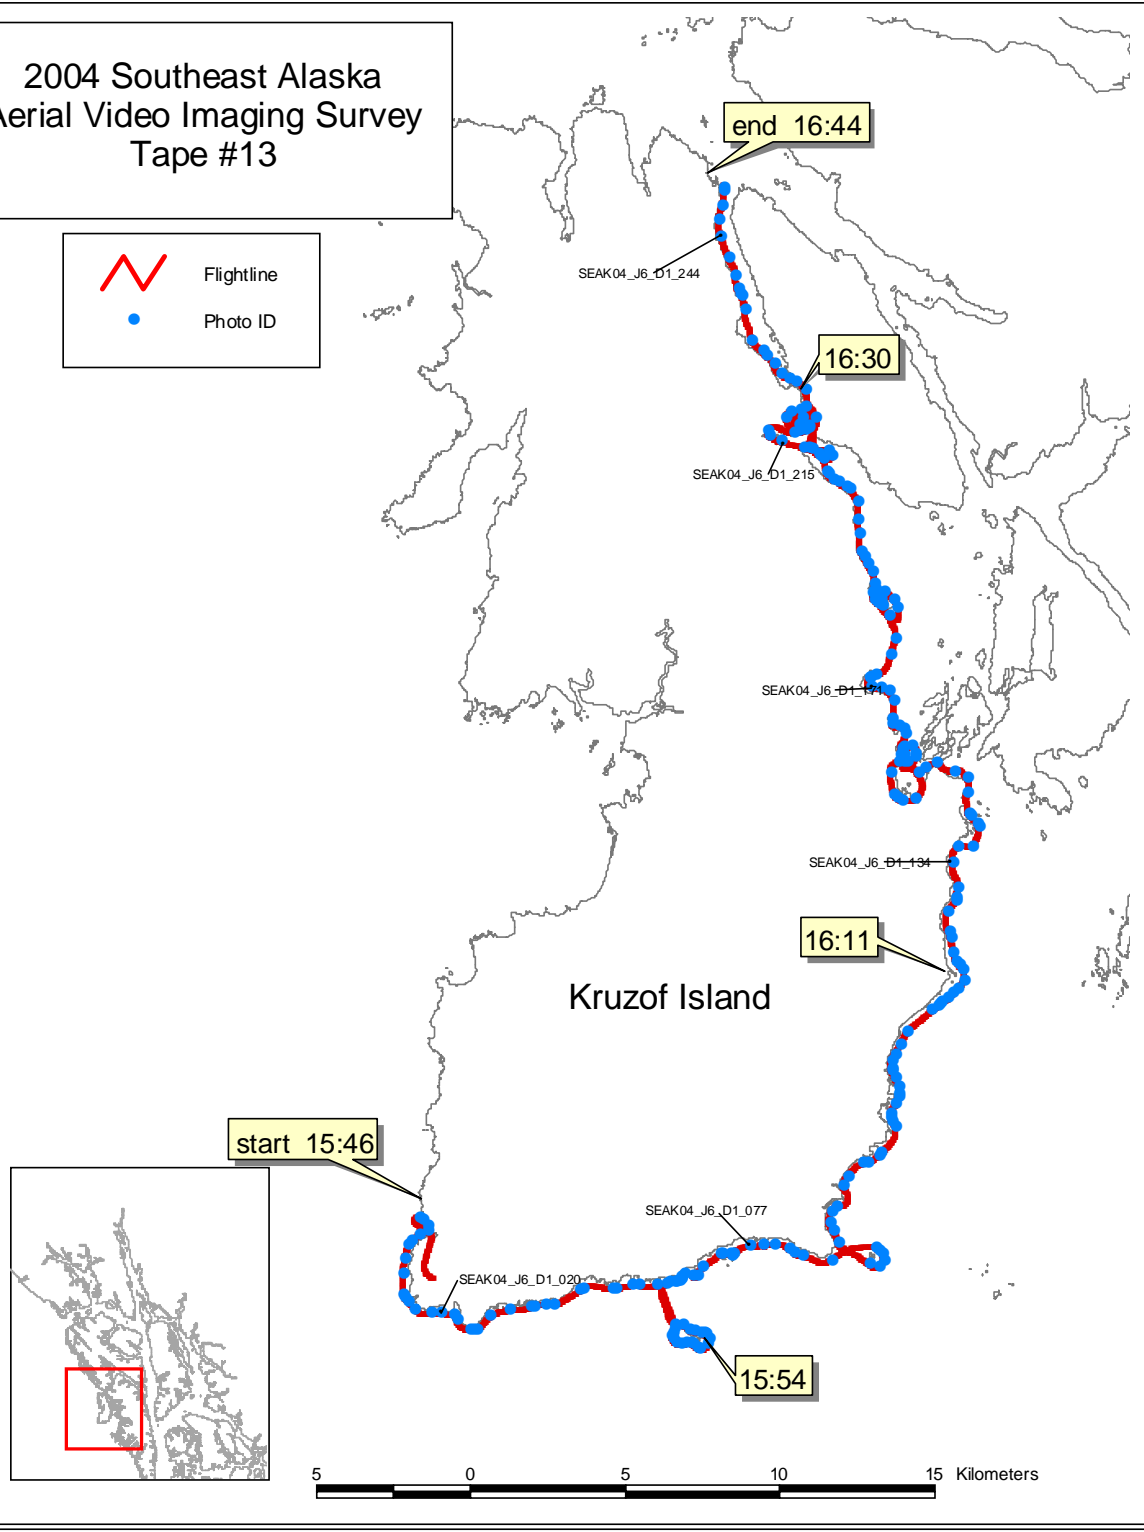 2004 Southeast Alaska
Aerial Video Imaging Survey
Tape #13
Flightline
Photo ID
end 16:44
SEAK04_J6_D1_244
16:30
SEAK04_J6_D1_215
SEAK04_J6_D1_171
SEAK04_J6_D1_134
16:11
Kruzof Island
start 15:46
SEAK04_J6_D1_077
SEAK04_J6_D1_020
15:54
5 0 5 10 15 Kilometers